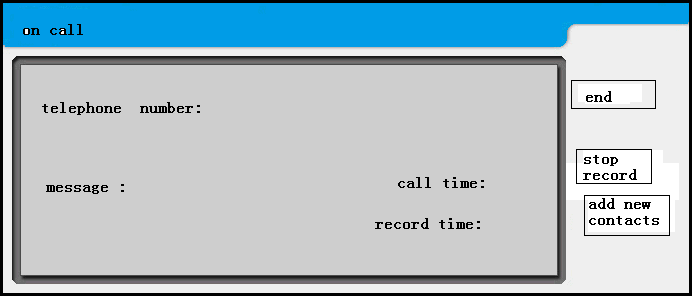 on call
telephone number:
end
stop
record
message :
call time:
add new
contacts
record time: